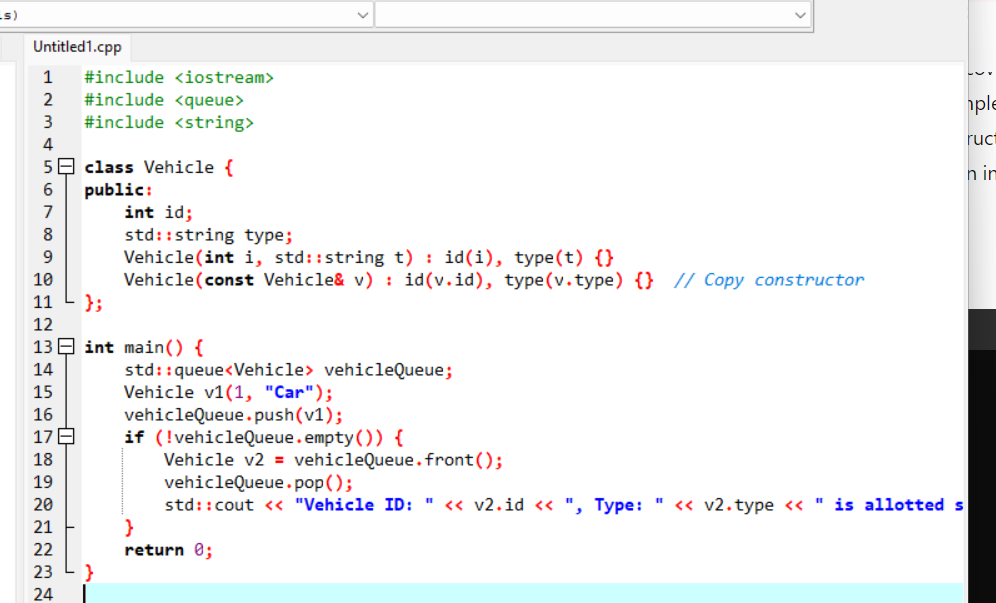 .s)
Untitled1.cpp
1 #include <iostream>
2 #include <queue>
3 #include <string>
4
5 class Vehicle {
6 public:
7     int id;
8     std::string type;
9     Vehicle(int i, std::string t) : id(i), type(t) {}
10     Vehicle(const Vehicle& v) : id(v.id), type(v.type) {}  // Copy constructor
11 };
12
13 int main() {
14     std::queue<Vehicle> vehicleQueue;
15     Vehicle v1(1, "Car");
16     vehicleQueue.push(v1);
17     if (!vehicleQueue.empty()) {
18         Vehicle v2 = vehicleQueue.front();
19         vehicleQueue.pop();
20         std::cout << "Vehicle ID: " << v2.id << ", Type: " << v2.type << " is allotted s
21     }
22     return 0;
23 }
24